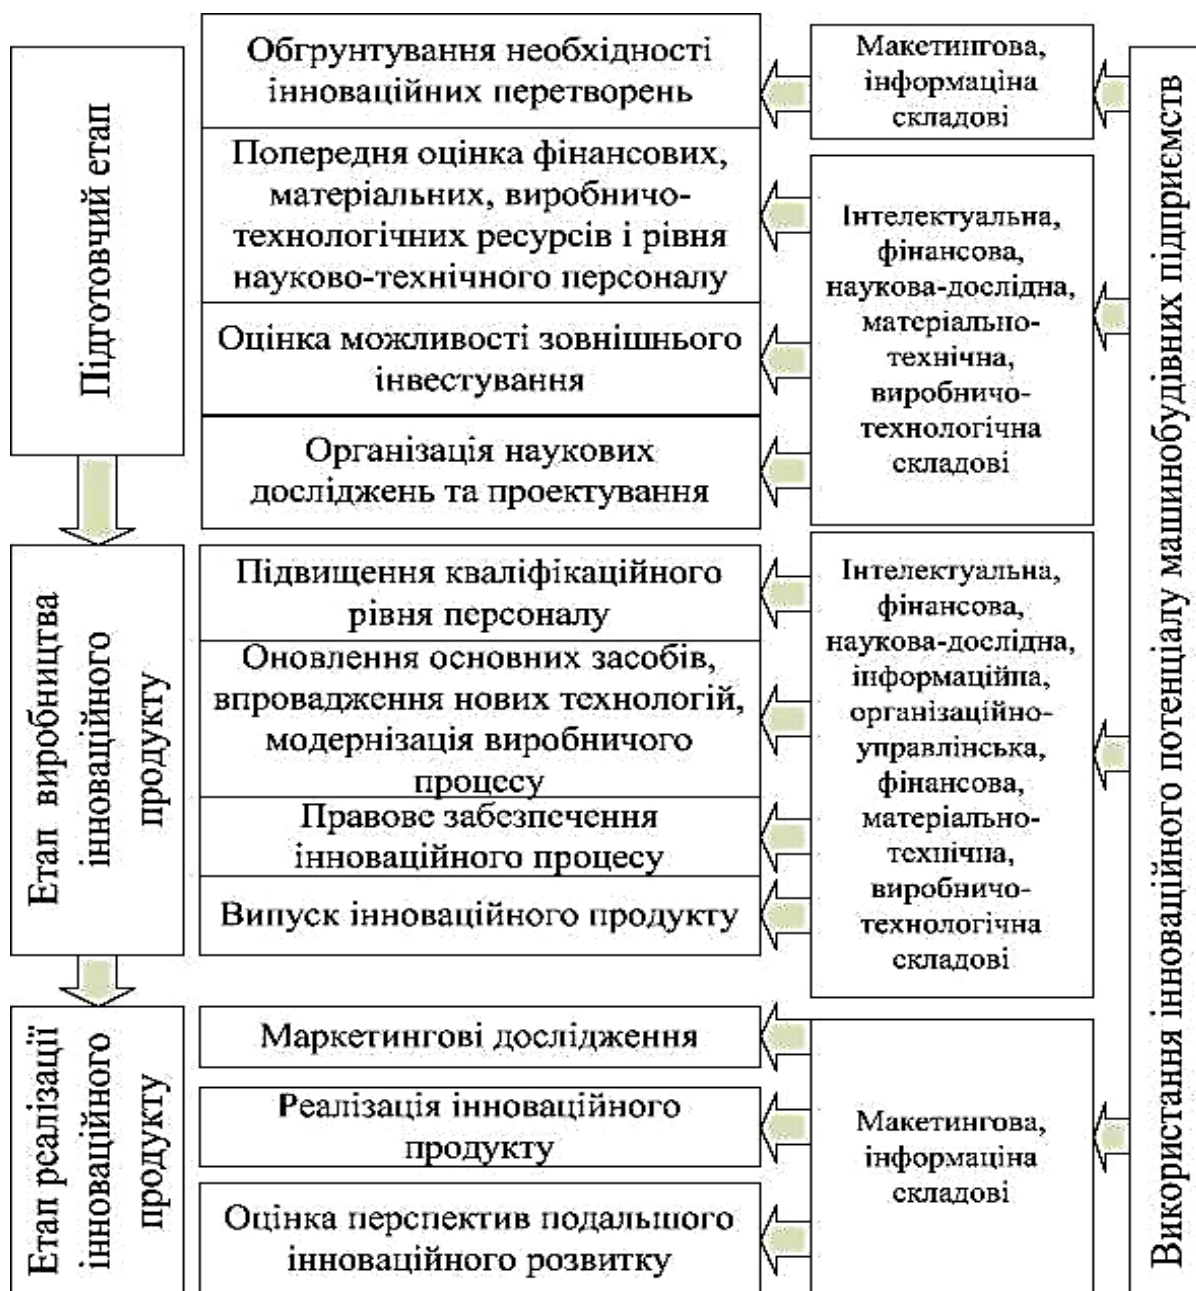 Підготовчий етап
Обгрунтування необхідності
інноваційних перетворень
Попередня оцінка фінансових,
матеріальних, виробничо-
технологічних ресурсів і рівня
науково-технічного персоналу
Оцінка можливості зовнішнього
інвестування
Організація наукових
досліджень та проектування
Макетингова,
інформаціна
складові
Інтелектуальна,
фінансова,
наукова-дослідна,
матеріально-
технічна,
виробничо-
технологічна
складові
Етап виробництва
інноваційного
продукту
Підвищення кваліфікаційного
рівня персоналу
Оновлення основних засобів,
впровадження нових технологій,
модернізація виробничого
процесу
Правове забезпечення
інноваційного процесу
Випуск інноваційного продукту
Інтелектуальна,
фінансова,
наукова-дослідна,
інформаційна,
організаційно-
управлінська,
фінансова,
матеріально-
технічна,
виробничо-
технологічна
складові
Етап реалізації
інноваційного
продукту
Маркетингові дослідження
Реалізація інноваційного
продукту
Оцінка перспектив подальшого
інноваційного розвитку
Макетингова,
інформаціна
складові
Використання інноваційного потенціалу машинобудівних підприємств